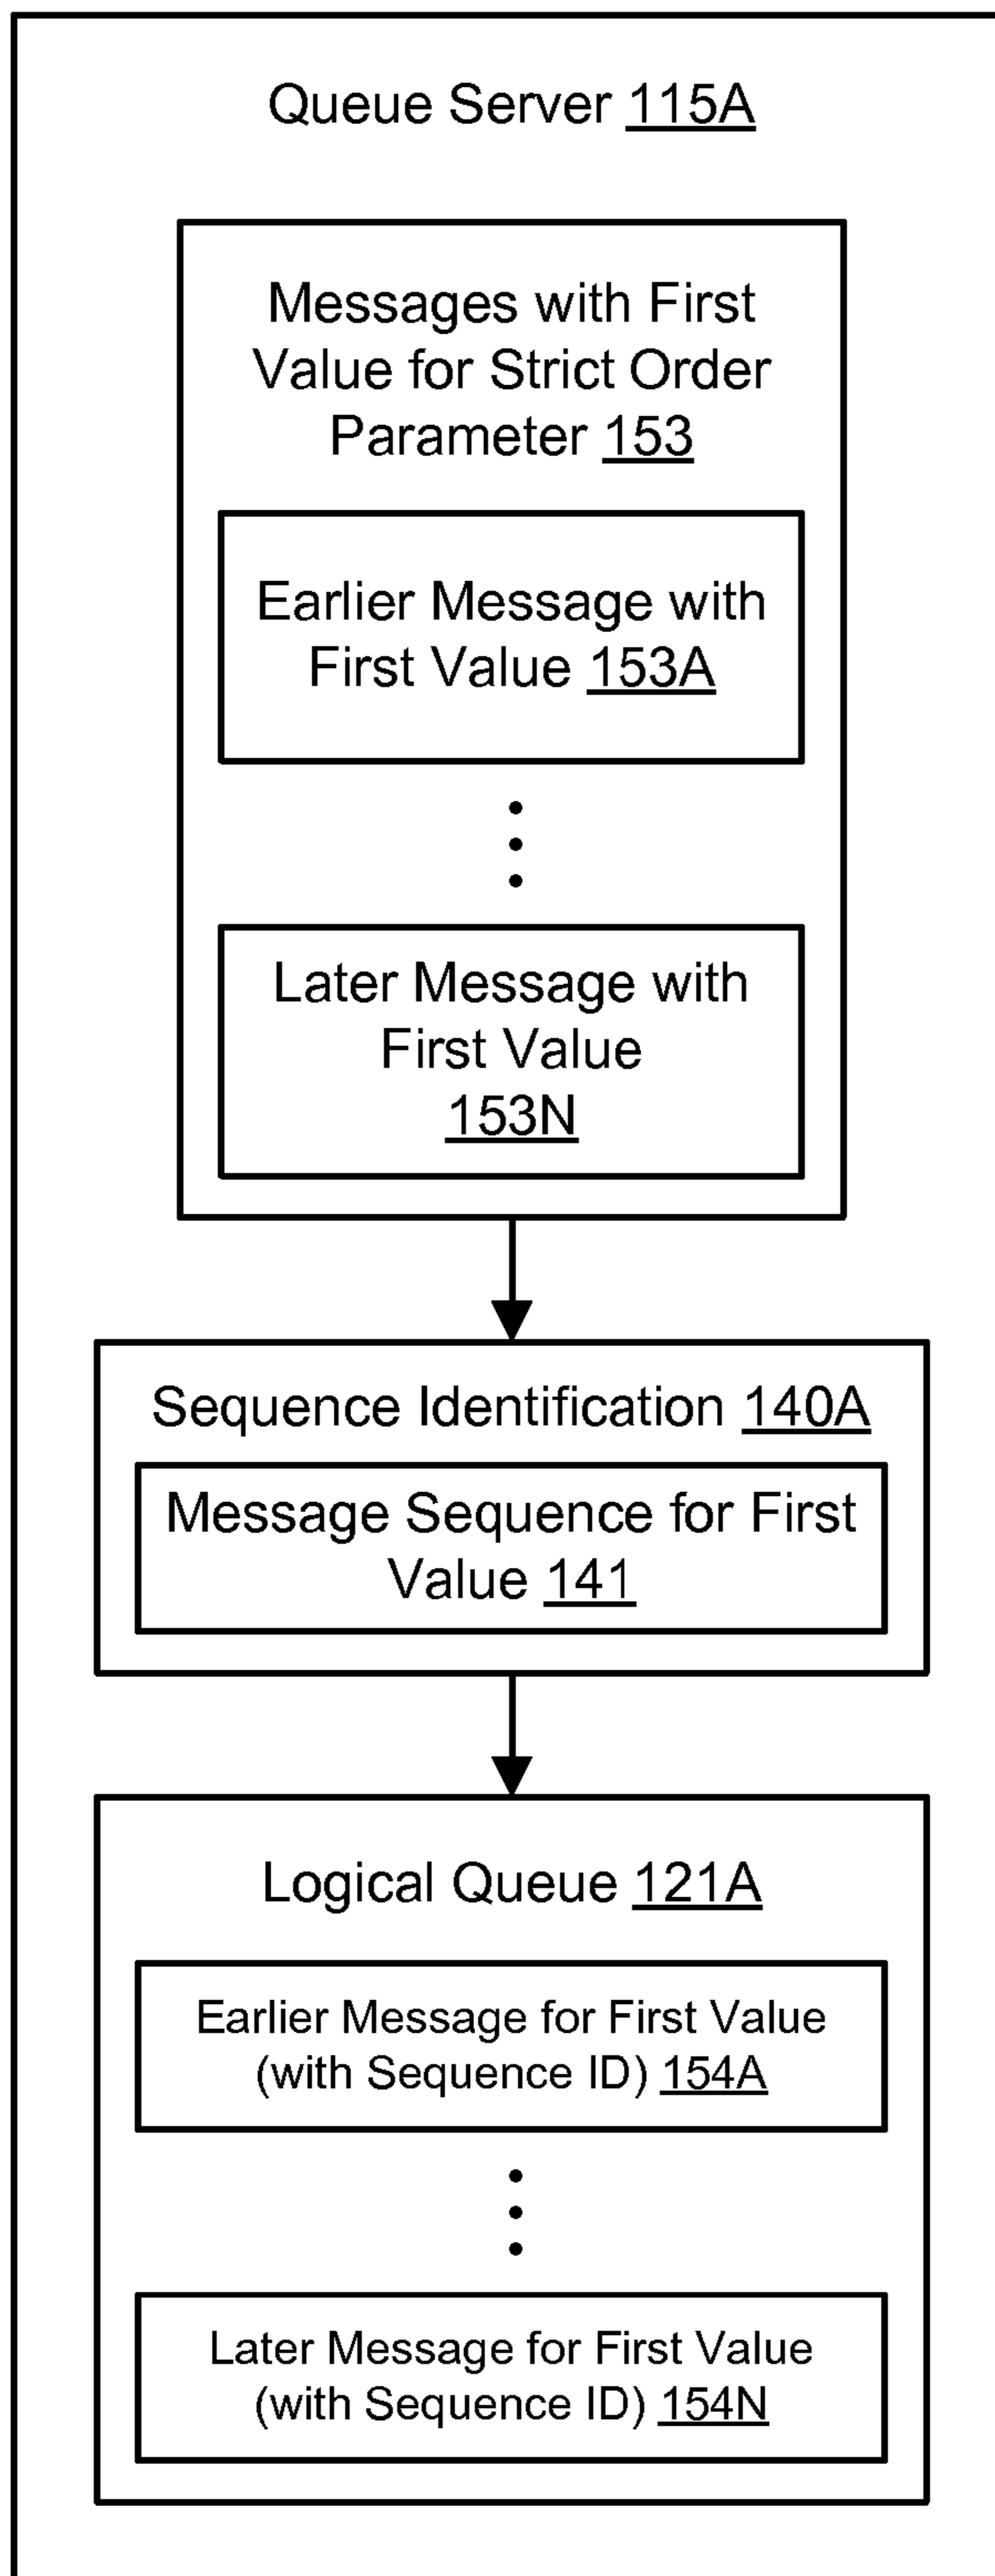 Queue Server 115A
Messages with First
Value for Strict Order
Parameter 153
Earlier Message with
First Value 153A
Later Message with
First Value
153N
Sequence Identification 140A
Message Sequence for First
Value 141
Logical Queue 121A
Earlier Message for First Value
(with Sequence ID) 154A
Later Message for First Value
(with Sequence ID) 154N